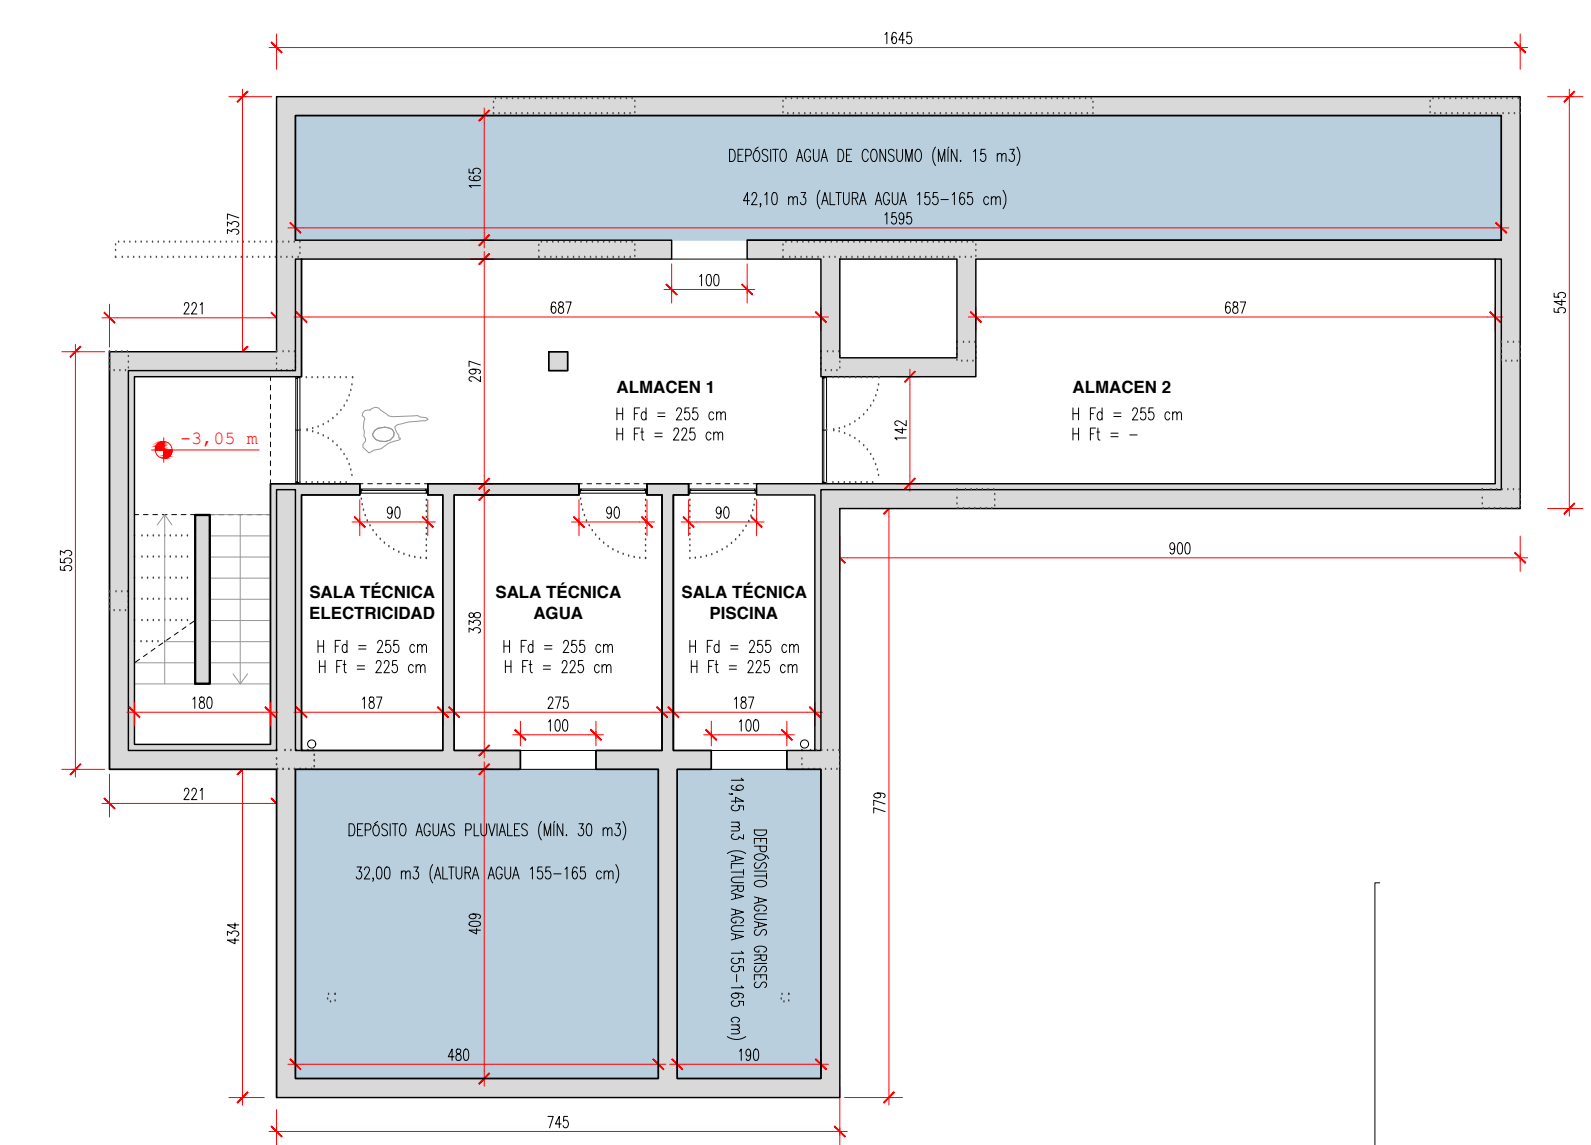 1645
DEPÓSITO AGUA DE CONSUMO (MÍN. 15 m3)
165
42,10 m3 (ALTURA AGUA 155-165 cm)
1595
337
100
221
687
687
545
297
ALMACEN 1
H Fd = 255 cm
H Ft = 225 cm
ALMACEN 2
H Fd = 255 cm
H Ft = -
142
-3,05 m
90
90
90
553
900
SALA TÉCNICA
ELECTRICIDAD
H Fd = 255 cm
H Ft = 225 cm
SALA TÉCNICA
AGUA
H Fd = 255 cm
H Ft = 225 cm
SALA TÉCNICA
PISCINA
H Fd = 255 cm
H Ft = 225 cm
338
180
187
275
187
100
100
221
779
DEPÓSITO AGUAS PLUVIALES (MÍN. 30 m3)
32,00 m3 (ALTURA AGUA 155-165 cm)
DEPÓSITO AGUAS GRISES
19,45 m3 (ALTURA AGUA 155-165 cm)
409
434
480
190
745